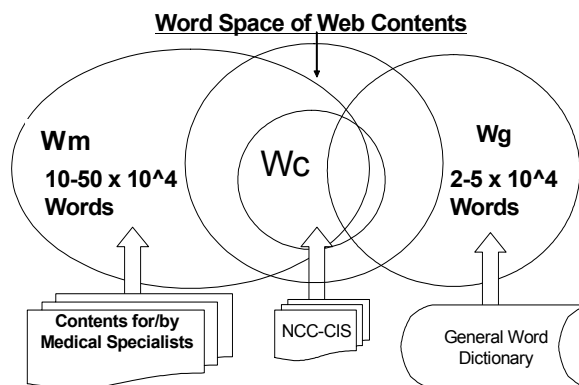 Word Space of Web Contents
Wm
10-50 x 10^4
Words
Wc
Wg
2-5 x 10^4
Words
Contents for/by
Medical Specialists
NCC-CIS
General Word
Dictionary